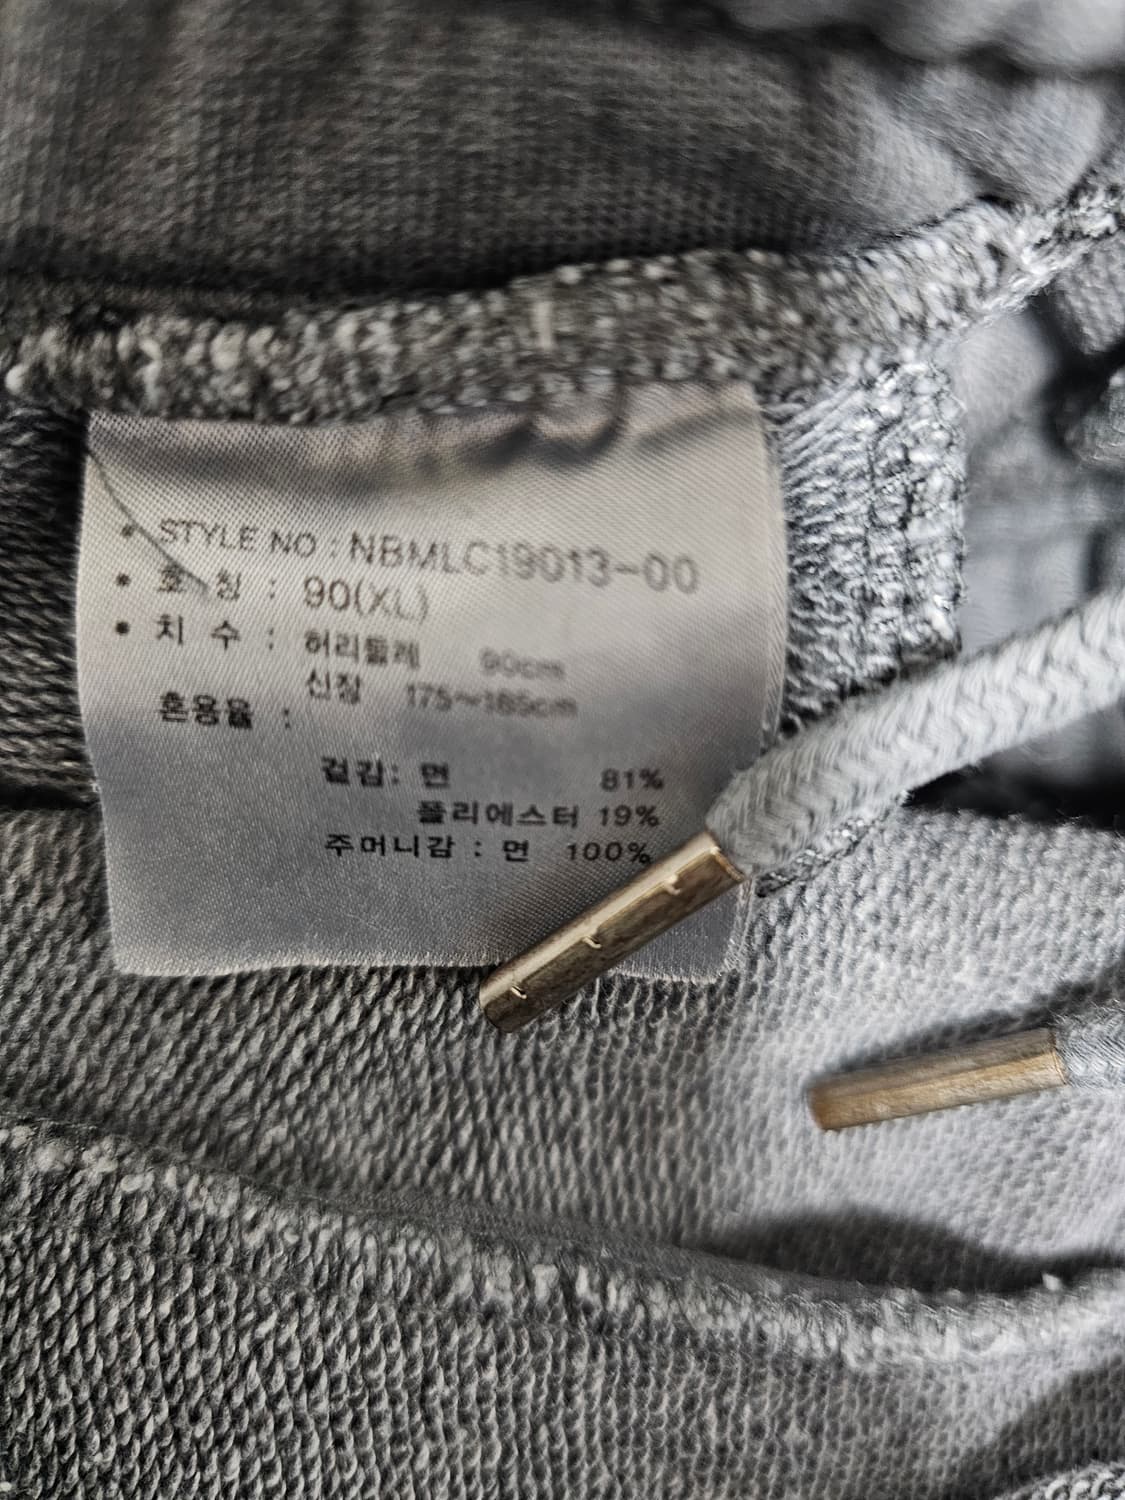 • STYLE NO : NBMLC19013-00
• 호 칭 : 90(XL)
• 치 수 : 허리둘레 90cm
신장 175~185cm
혼용율 :
겉감: 면 81%
폴리에스터 19%
주머니감 : 면 100%